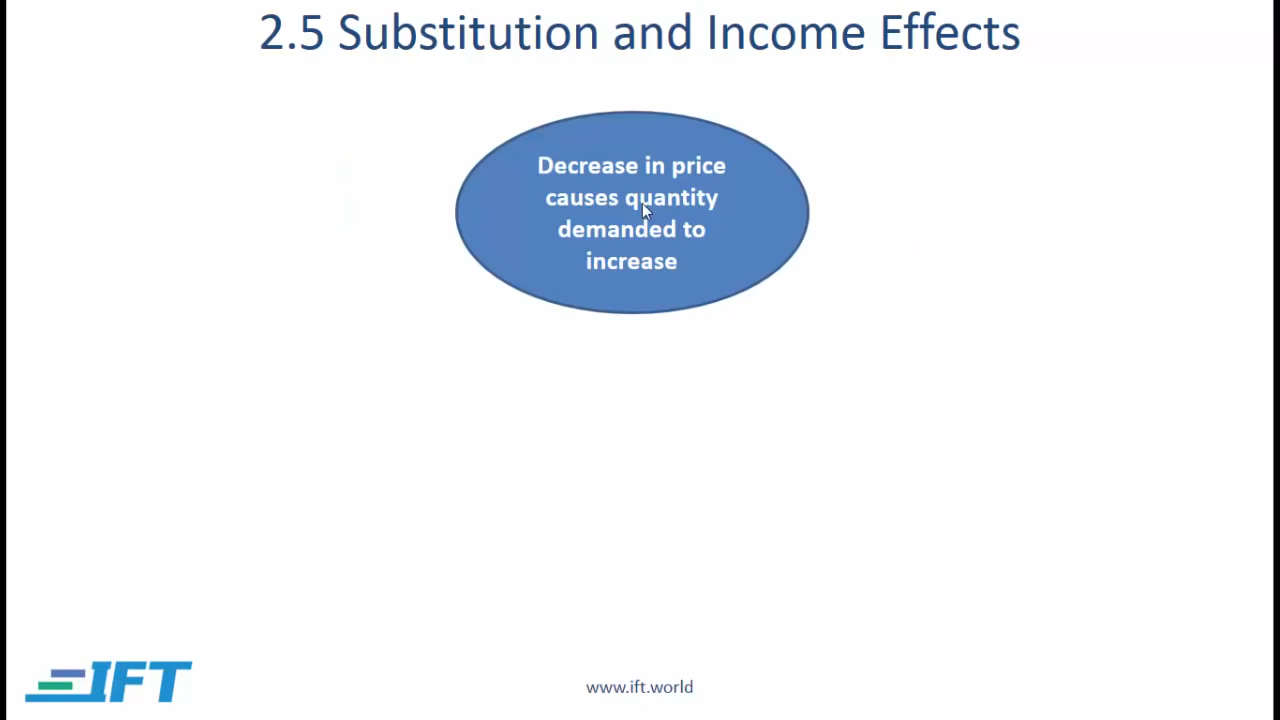 2.5 Substitution and Income Effects
Decrease in price
causes quantity
demanded to
increase
IFT
www.ift.world